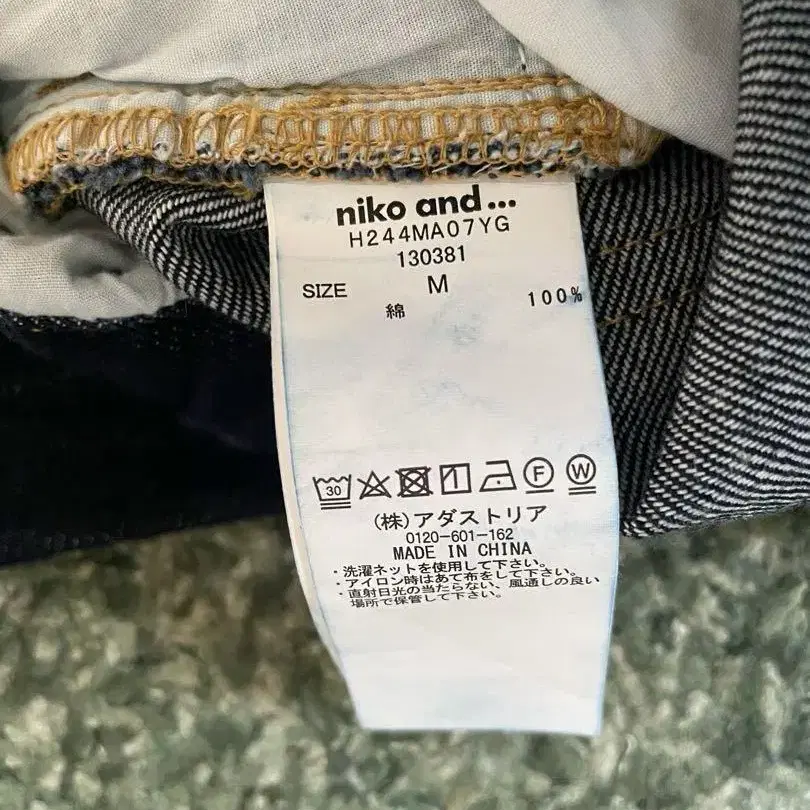 niko and...
H244MA07YG
130381
SIZE M
綿 100%
30 F W
(株)アダストリア
0120-601-162
MADE IN CHINA
・洗濯ネットを使用して下さい。
・アイロン時はあて布をして下さい。
・直射日光の当たらない、風通しの良い
場所で保管して下さい。